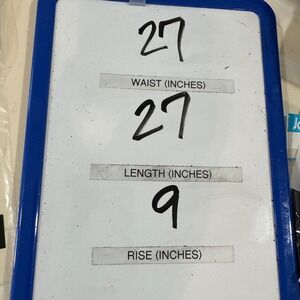 27
WAIST (INCHES)
27
LENGTH (INCHES)
9
RISE (INCHES)